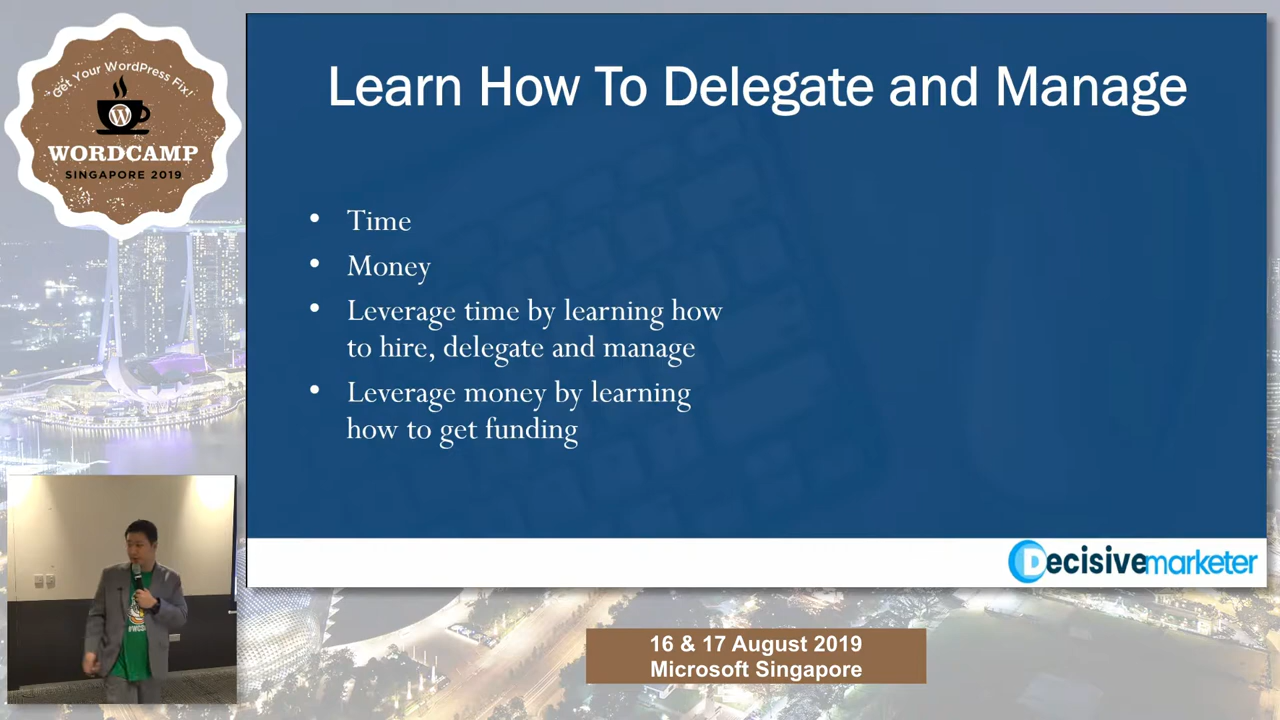 Get Your WordPress Fix!
WORDCAMP
SINGAPORE 2019
Learn How To Delegate and Manage
• Time
• Money
• Leverage time by learning how
to hire, delegate and manage
• Leverage money by learning
how to get funding
Decisivemarketer
16 & 17 August 2019
Microsoft Singapore